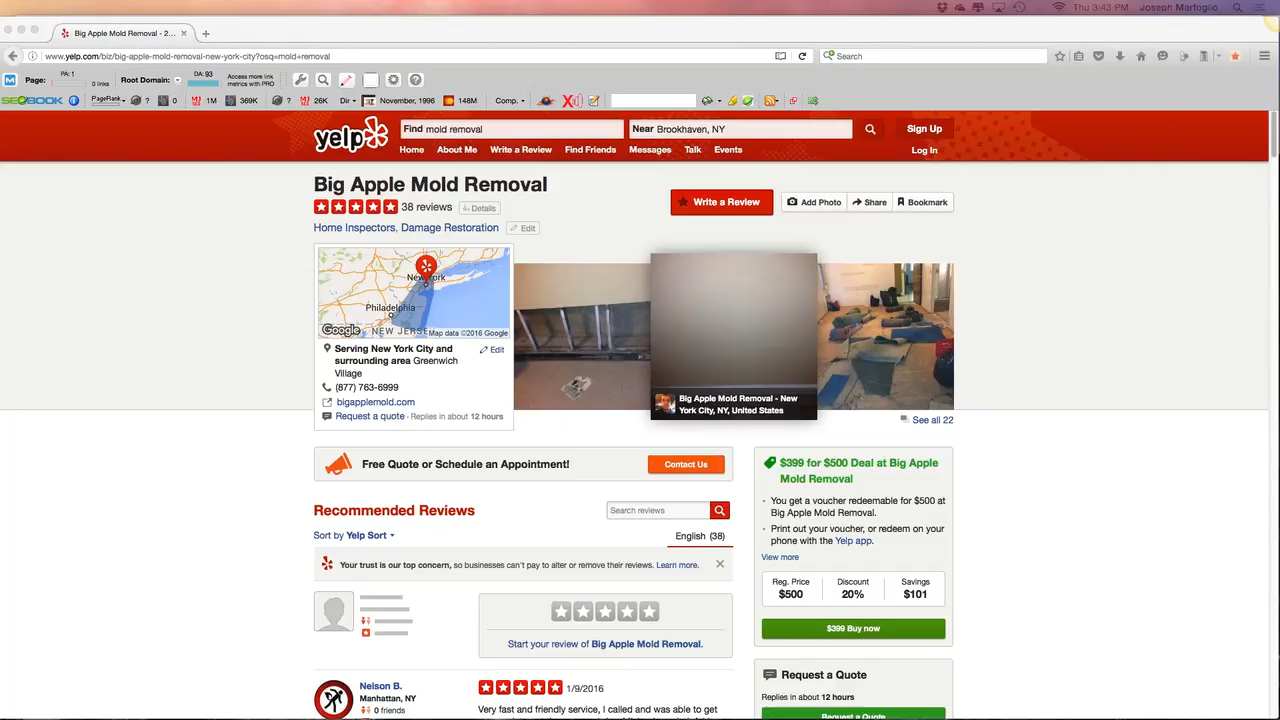 Thu 3:43 PM Joseph Marfoglio
Big Apple Mold Removal - 2... × +
www.yelp.com/biz/big-apple-mold-removal-new-york-city?osq=mold+removal
Search
Page: PA: 1
0 links
Root Domain: DA: 93
Access more link
metrics with PRO
SEOBOOK PageRank ? 0 1M 369K ? 26K Dir November, 1996 148M Comp.
yelp
Find mold removal
Near Brookhaven, NY
Sign Up
Home About Me Write a Review Find Friends Messages Talk Events
Log In
Big Apple Mold Removal
38 reviews Details
Write a Review
Add Photo Share Bookmark
Home Inspectors, Damage Restoration Edit
New York
Philadelphia
Google NEW JERSE Map data ©2016 Google
Serving New York City and
surrounding area Greenwich
Village
Edit
(877) 763-6999
bigapplemold.com
Request a quote · Replies in about 12 hours
Big Apple Mold Removal - New
York City, NY, United States
See all 22
Free Quote or Schedule an Appointment!
Contact Us
Recommended Reviews
Search reviews
Sort by Yelp Sort
English (38)
Your trust is our top concern, so businesses can't pay to alter or remove their reviews. Learn more.
Start your review of Big Apple Mold Removal.
Nelson B.
Manhattan, NY
0 friends
1/9/2016
Very fast and friendly service, I called and was
$399 for $500 Deal at Big Apple
Mold Removal
You get a voucher redeemable for $500 at
Big Apple Mold Removal.
Print out your voucher, or redeem on your
phone with the Yelp app.
View more
Reg. Price Discount Savings
$500 20% $101
$399 Buy now
Request a Quote
Replies in about 12 hours
Request a Quote